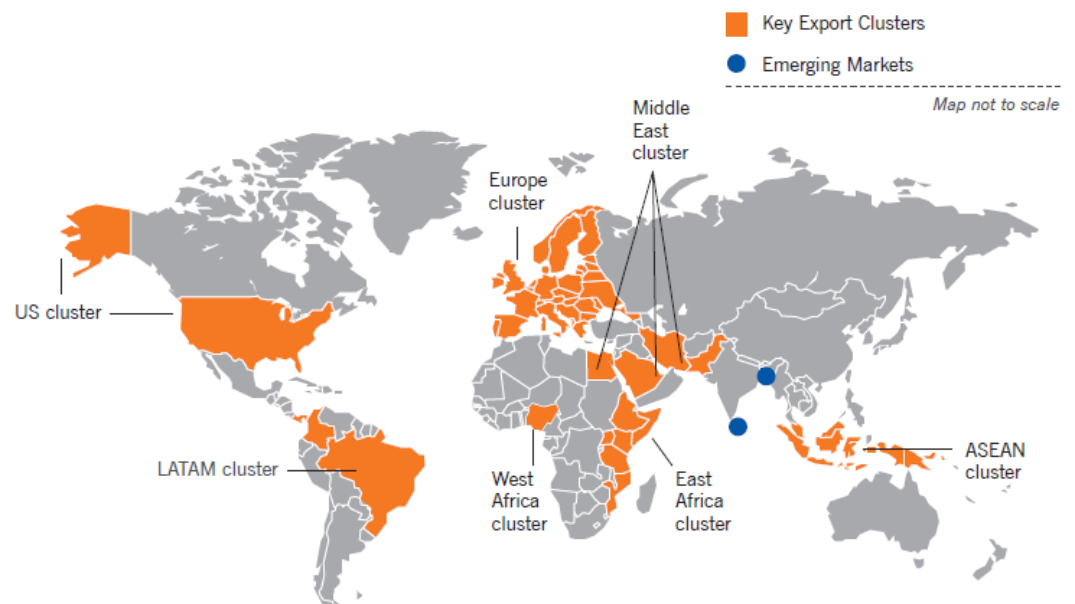 Key Export Clusters
Emerging Markets
Map not to scale
Middle
East
cluster
Europe
cluster
US cluster
LATAM cluster
West
Africa
cluster
East
Africa
cluster
ASEAN
cluster